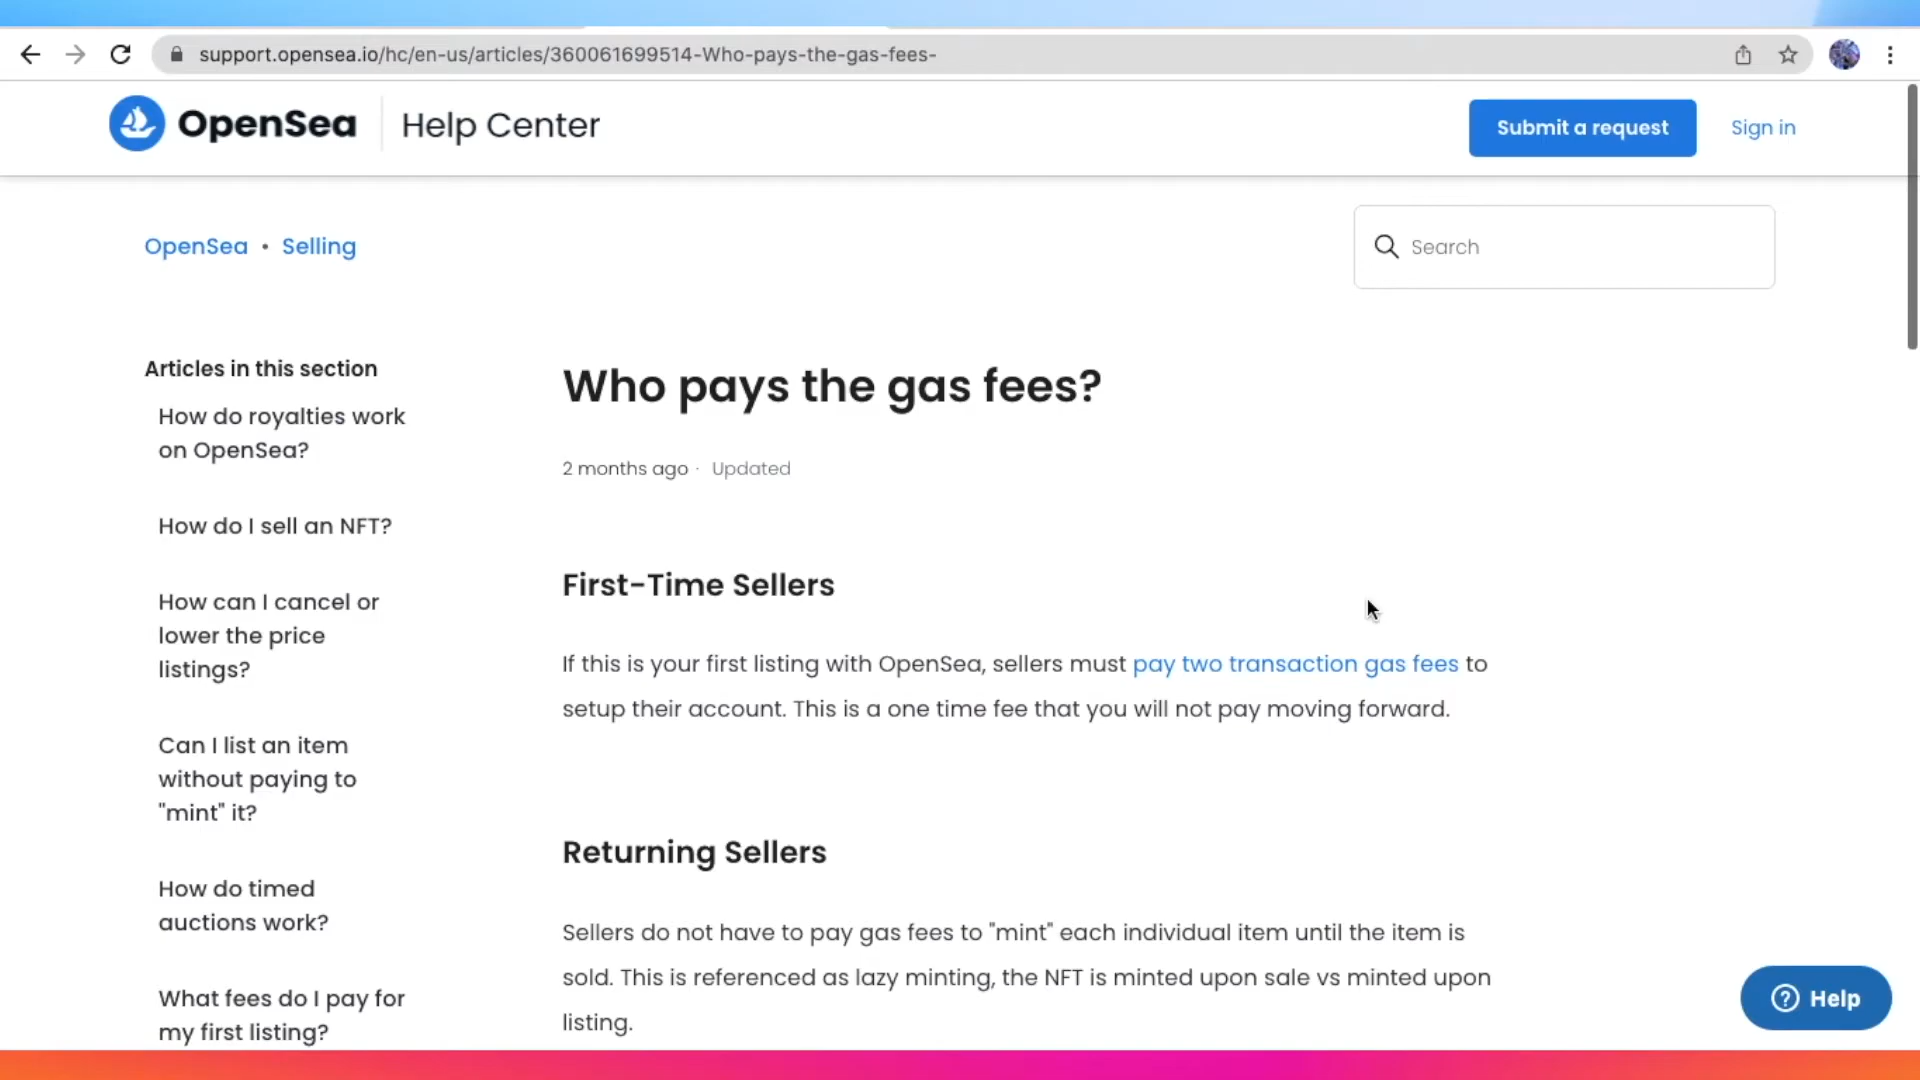 support.opensea.io/hc/en-us/articles/360061699514-Who-pays-the-gas-fees-
OpenSea Help Center
Submit a request
Sign in
OpenSea • Selling
Search
Articles in this section
How do royalties work
on OpenSea?
How do I sell an NFT?
How can I cancel or
lower the price
listings?
Can I list an item
without paying to
"mint" it?
How do timed
auctions work?
What fees do I pay for
my first listing?
Who pays the gas fees?
2 months ago · Updated
First-Time Sellers
If this is your first listing with OpenSea, sellers must pay two transaction gas fees to
setup their account. This is a one time fee that you will not pay moving forward.
Returning Sellers
Sellers do not have to pay gas fees to "mint" each individual item until the item is
sold. This is referenced as lazy minting, the NFT is minted upon sale vs minted upon
listing.
Help